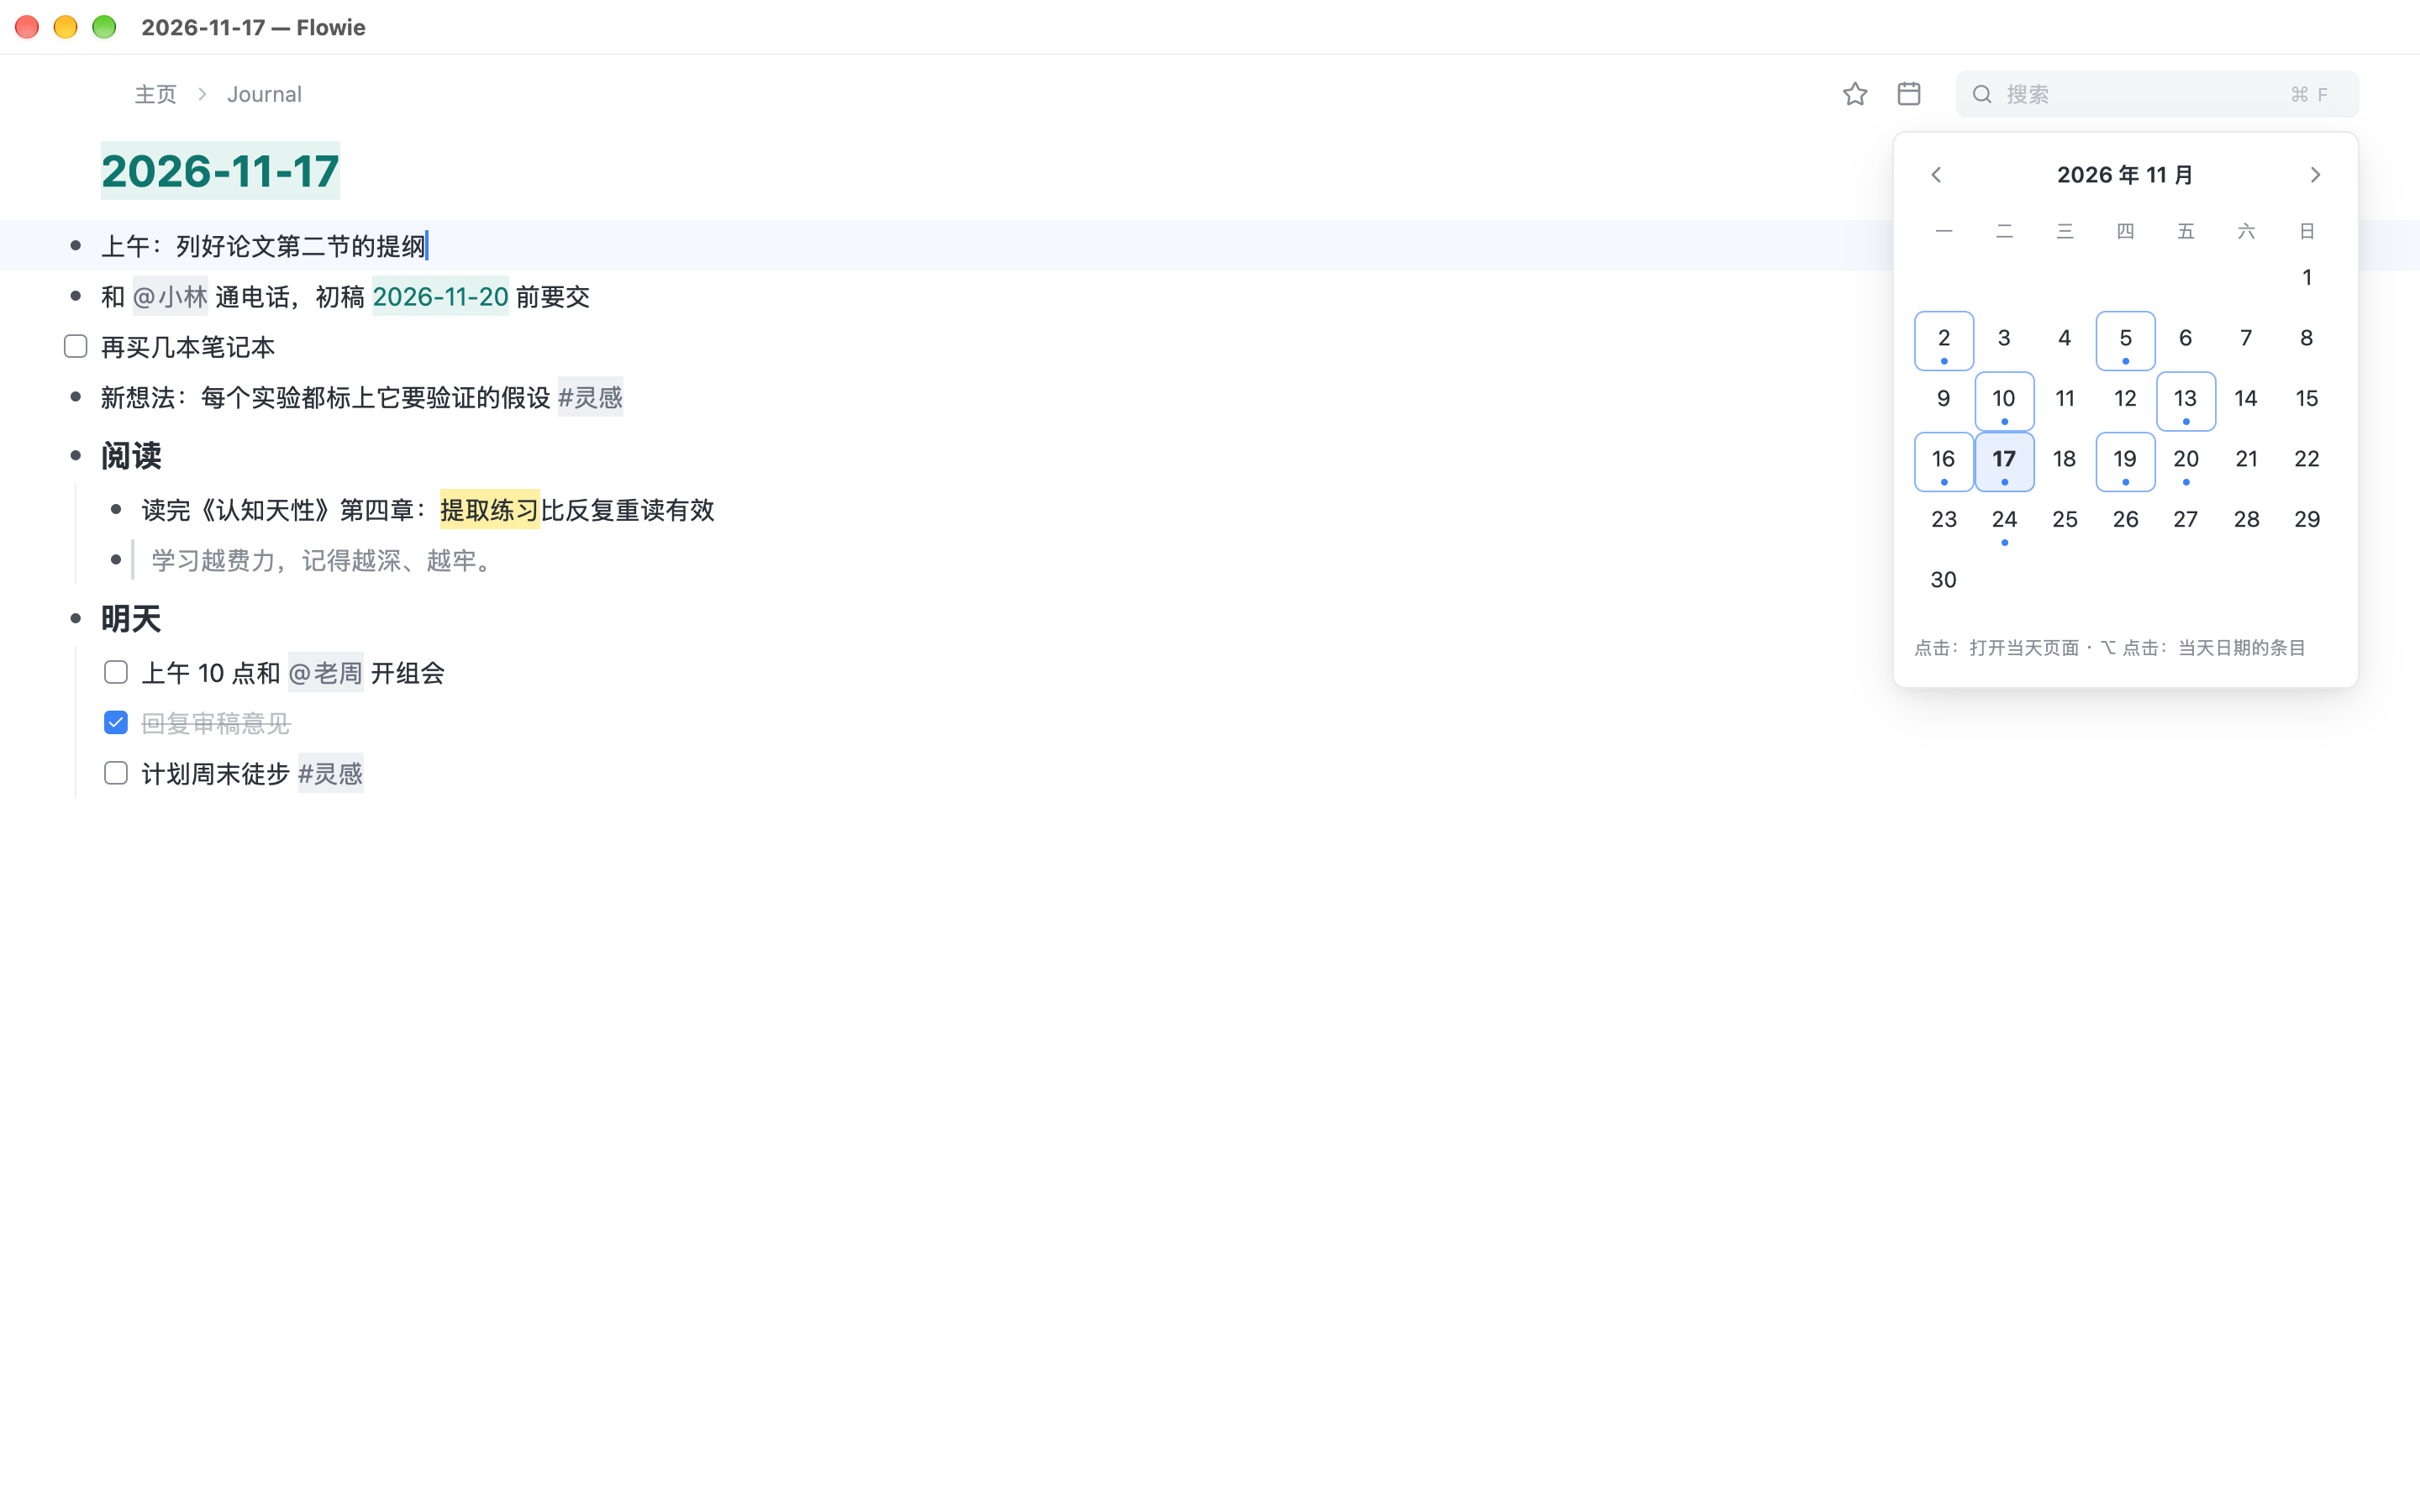 2026-11-17 — Flowie
主页 > Journal
搜索 ⌘ F
2026-11-17
上午：列好论文第二节的提纲
和 @小林 通电话，初稿 2026-11-20 前要交
再买几本笔记本
新想法：每个实验都标上它要验证的假设 #灵感
阅读
读完《认知天性》第四章：提取练习比反复重读有效
学习越费力，记得越深、越牢。
明天
上午 10 点和 @老周 开组会
回复审稿意见
计划周末徒步 #灵感
2026 年 11 月
一 二 三 四 五 六 日
1
2 3 4 5 6 7 8
9 10 11 12 13 14 15
16 17 18 19 20 21 22
23 24 25 26 27 28 29
30
点击：打开当天页面 · ⌥ 点击：当天日期的条目